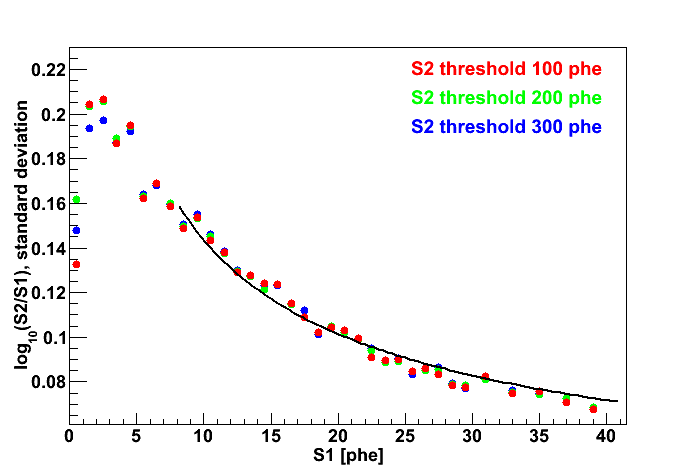 S2 threshold 100 phe
S2 threshold 200 phe
S2 threshold 300 phe
log10(S2/S1), standard deviation
0.22
0.2
0.18
0.16
0.14
0.12
0.1
0.08
0 5 10 15 20 25 30 35 40
S1 [phe]